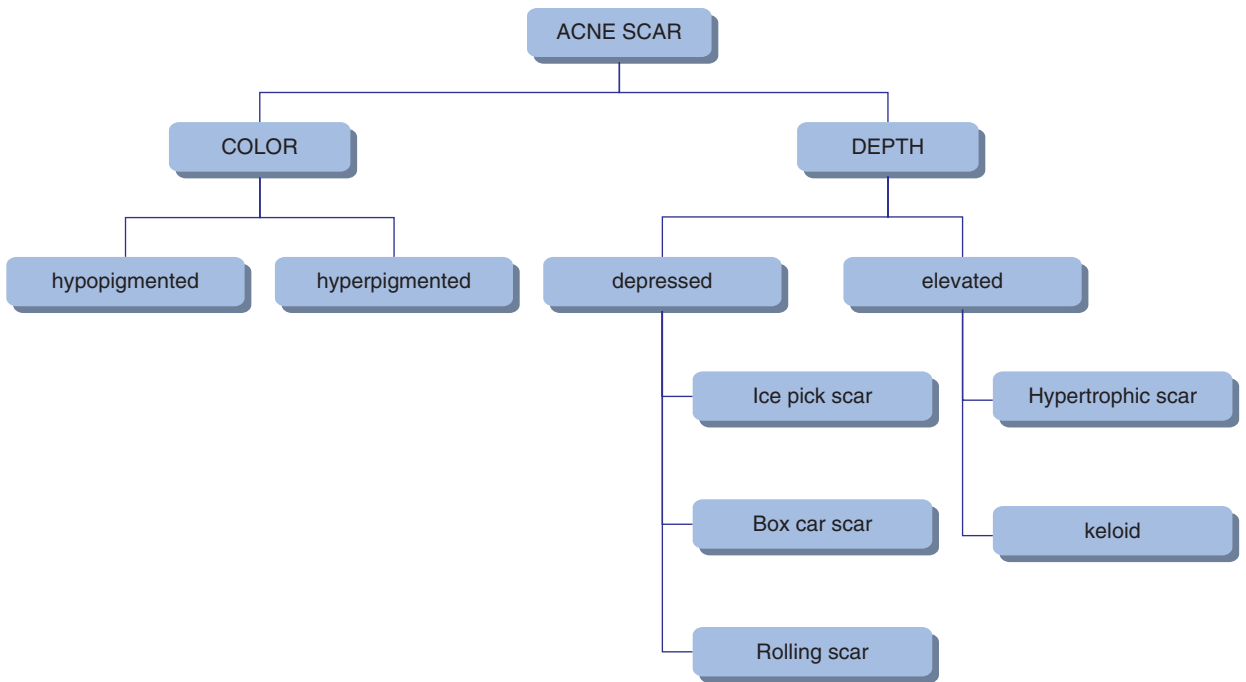 ACNE SCAR
COLOR
DEPTH
hypopigmented
hyperpigmented
depressed
elevated
Ice pick scar
Hypertrophic scar
Box car scar
keloid
Rolling scar